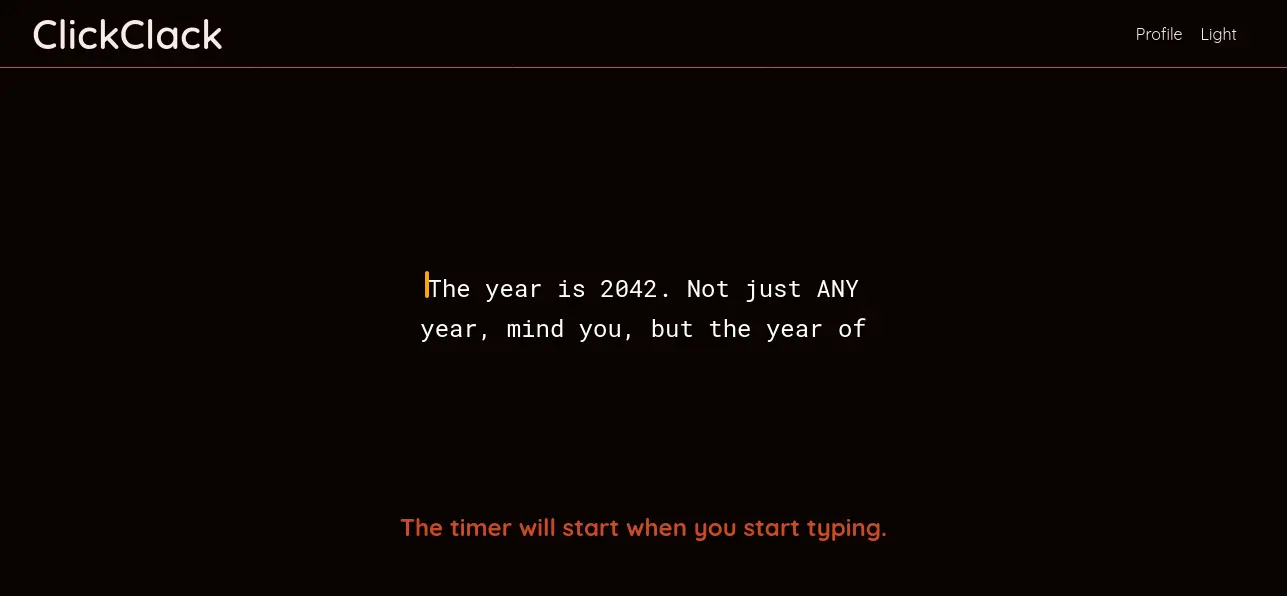 ClickClack
Profile Light
The year is 2042. Not just ANY
year, mind you, but the year of
The timer will start when you start typing.